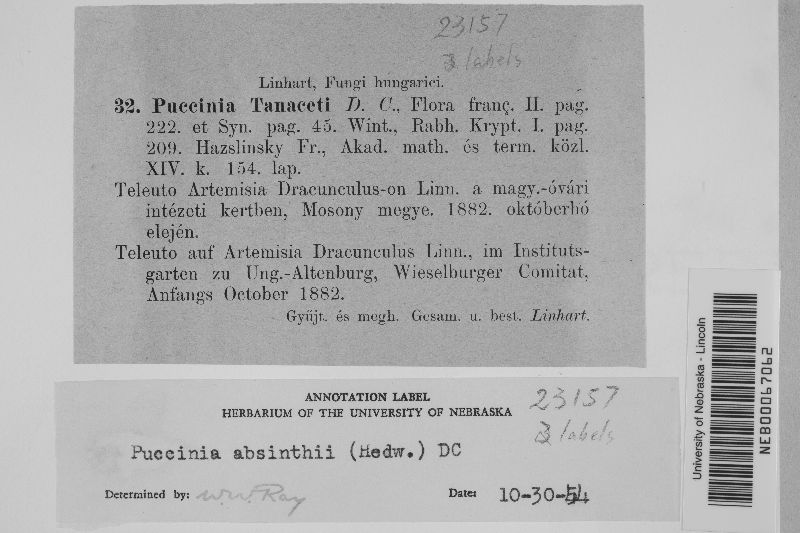 23157
3 labels
Linhart, Fungi hungarici.
32. Puccinia Tanaceti D. C., Flora franç. II. pag.
222. et Syn. pag. 45. Wint., Rabh. Krypt. I. pag.
209. Hazslinsky Fr., Akad. math. és term. közl.
XIV. k. 154. lap.
Teleuto Artemisia Dracunculus-on Linn. a magy.-óvári
intézeti kertben, Mosony megye. 1882. októberhó
elején.
Teleuto auf Artemisia Dracunculus Linn., im Instituts-
garten zu Ung.-Altenburg, Wieselburger Comitat,
Anfangs October 1882.
Gyűjt. és megh. Gesam. u. best. Linhart.
ANNOTATION LABEL
HERBARIUM OF THE UNIVERSITY OF NEBRASKA
23157
3 labels
Puccinia absinthii (Hedw.) DC
Determined by: W.W. Ray
Date: 10-30-54
University of Nebraska - Lincoln
NEB00067062